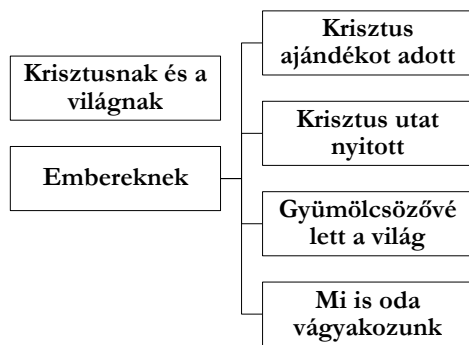 Krisztusnak és a
világnak
Embereknek
Krisztus
ajándékot adott
Krisztus utat
nyitott
Gyümölcsözővé
lett a világ
Mi is oda
vágyakozunk